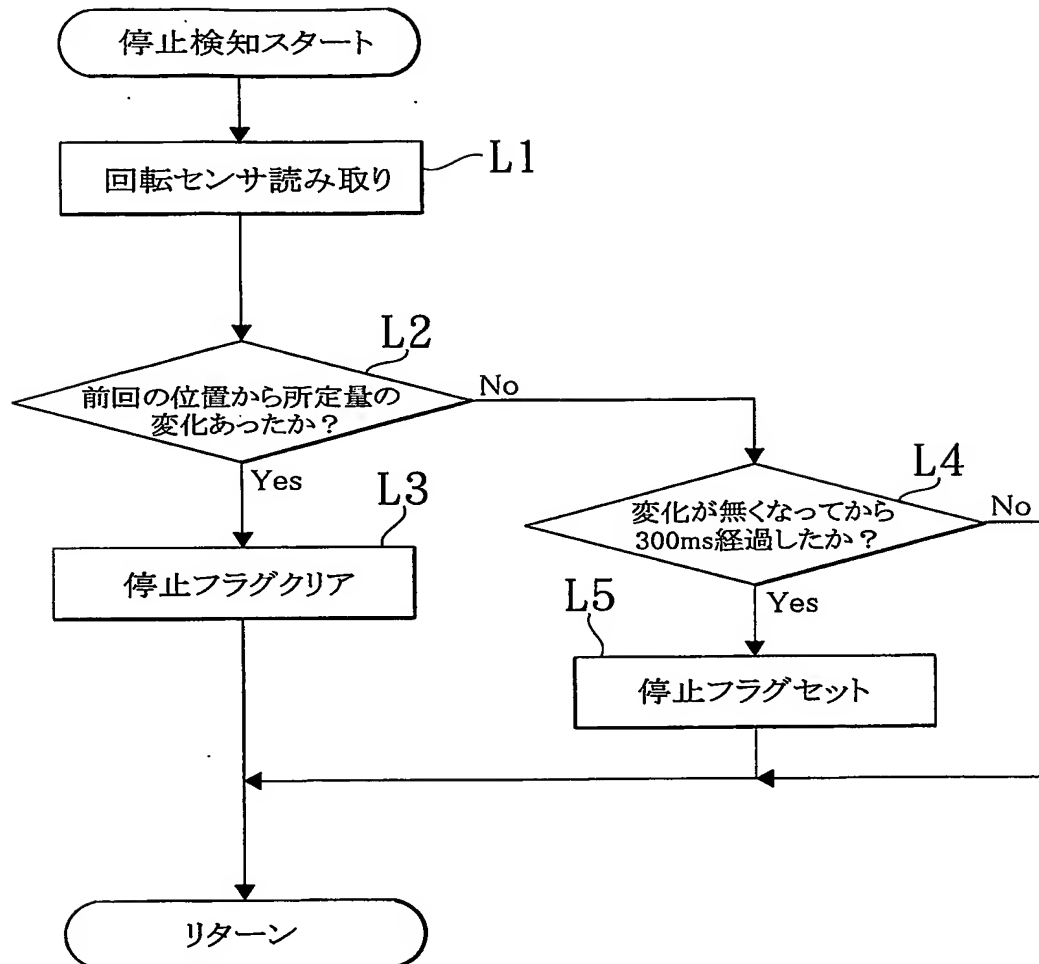 停止検知スタート
回転センサ読み取り
L1
L2
前回の位置から所定量の
変化あったか？
No
Yes
L3
停止フラグクリア
L4
変化が無くなってから
300ms経過したか？
No
Yes
L5
停止フラグセット
リターン